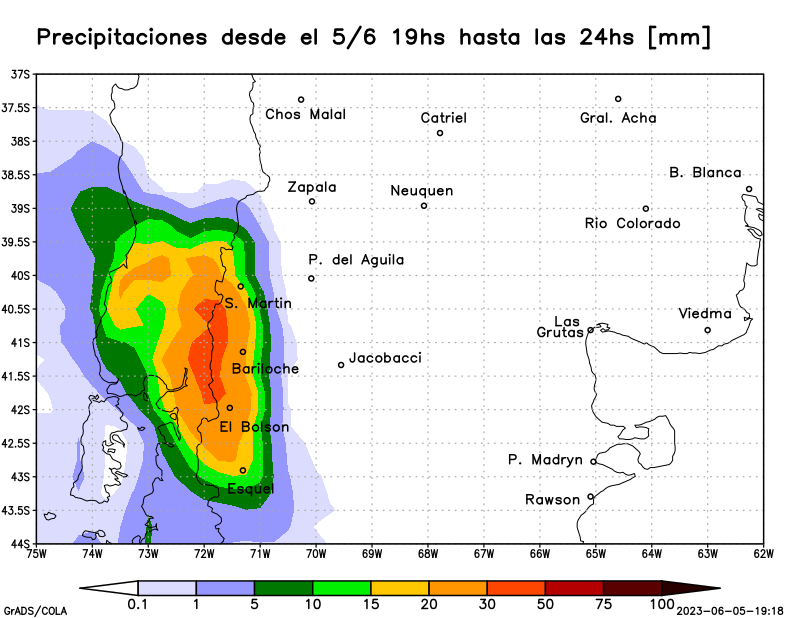 Precipitaciones desde el 5/6 19hs hasta las 24hs [mm]
37S
37.5S
38S
38.5S
39S
39.5S
40S
40.5S
41S
41.5S
42S
42.5S
43S
43.5S
44S
Chos Malal
Catriel
Gral. Acha
B. Blanca
Zapala
Neuquen
Rio Colorado
P. del Aguila
S. Martin
Viedma
Las
Grutas
Bariloche
Jacobacci
El Bolson
P. Madryn
Esquel
Rawson
75W 74W 73W 72W 71W 70W 69W 68W 67W 66W 65W 64W 63W 62W
0.1 1 5 10 15 20 30 50 75 100
GrADS/COLA
2023-06-05-19:18